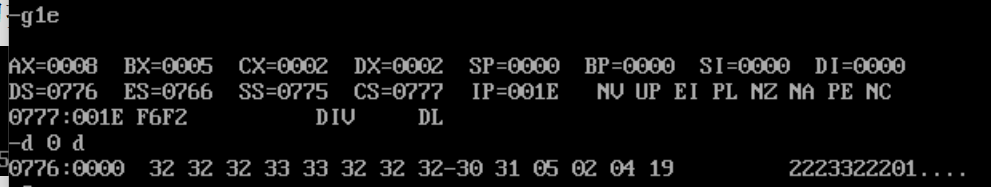 -g1e
AX=0008  BX=0005  CX=0002  DX=0002  SP=0000  BP=0000  SI=0000  DI=0000
DS=0776  ES=0766  SS=0775  CS=0777  IP=001E   NV UP EI PL NZ NA PE NC
0777:001E F6F2          DIV     DL
-d 0 d
0776:0000  32 32 32 33 33 32 32 32-30 31 05 02 04 19         2223322201....